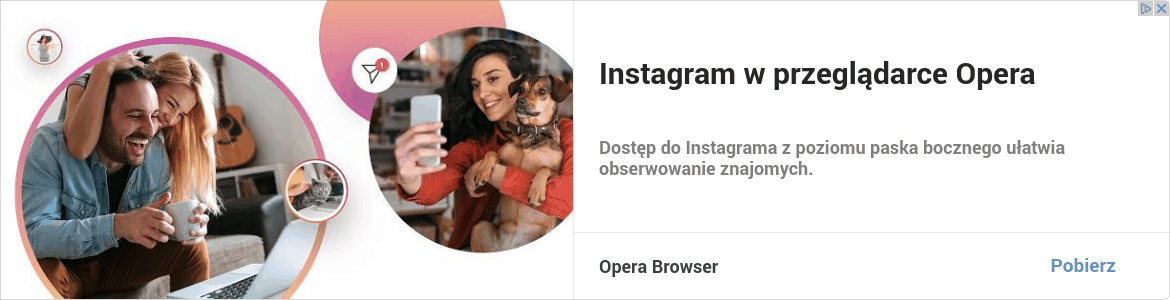 1
Instagram w przeglądarce Opera
Dostęp do Instagrama z poziomu paska bocznego ułatwia
obserwowanie znajomych.
Opera Browser
Pobierz